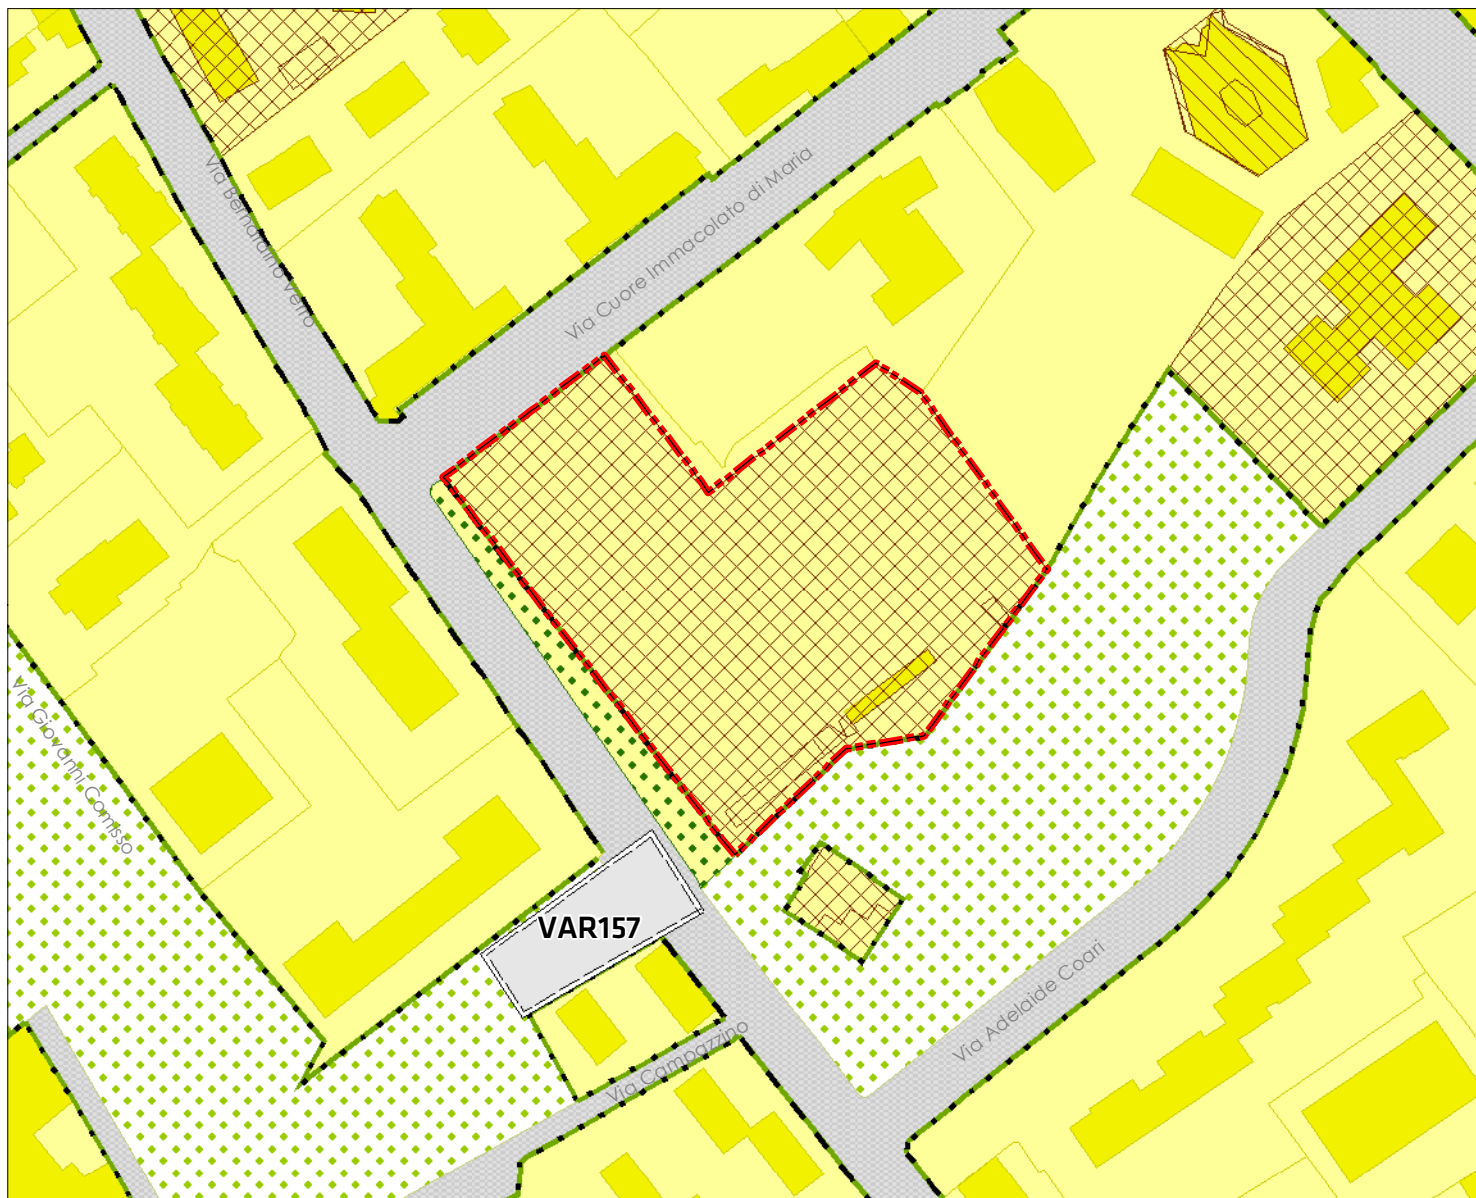 Via Bernardino Verro
Via Cuore Immacolato di Maria
Via Giovanni Comisso
VAR157
Via Adelaide Coari
Via Campazzino